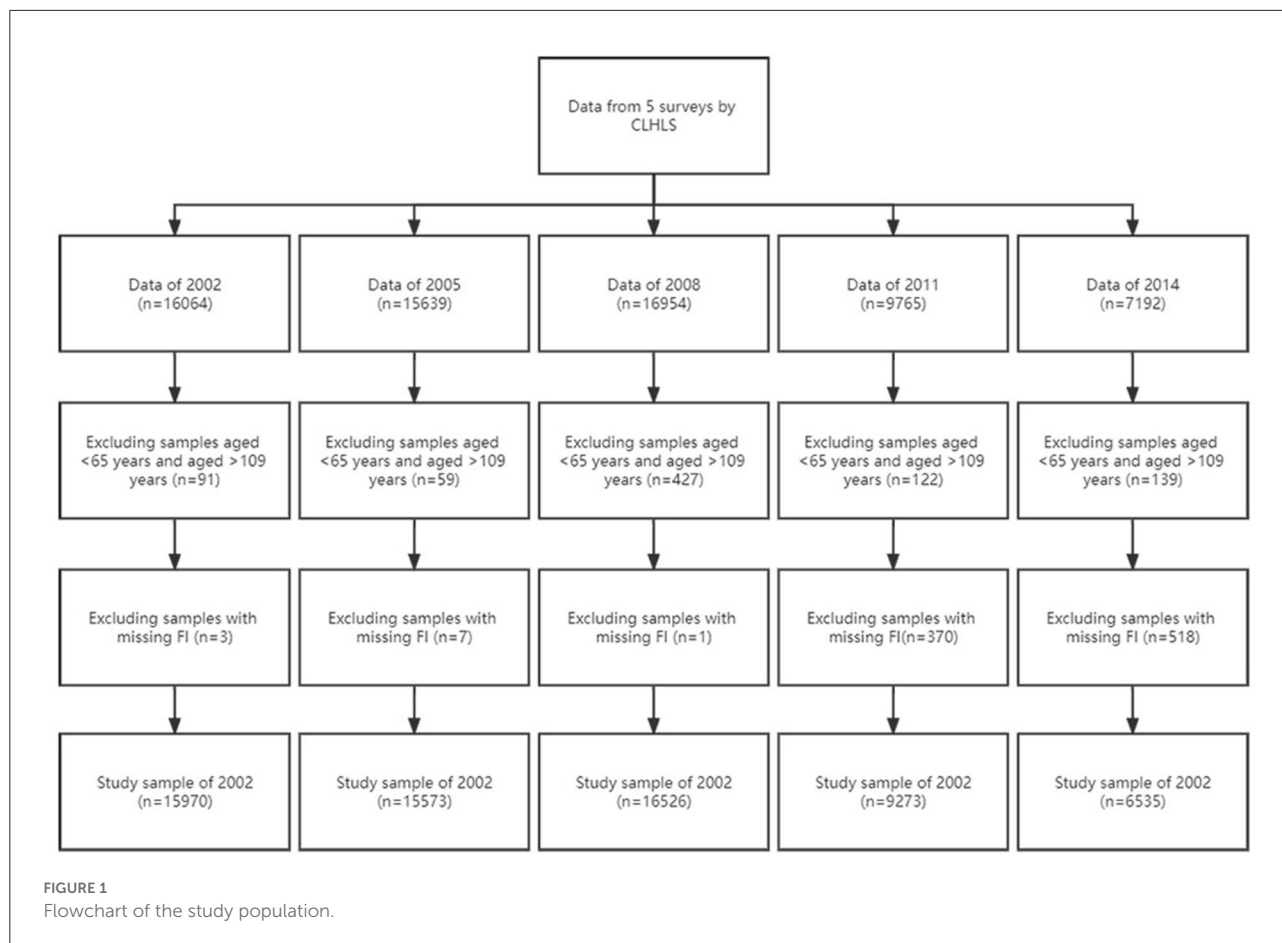 Data from 5 surveys by
CLHLS
Data of 2002
(n=16064)
Data of 2005
(n=15639)
Data of 2008
(n=16954)
Data of 2011
(n=9765)
Data of 2014
(n=7192)
Excluding samples aged
<65 years and aged >109
years (n=91)
Excluding samples aged
<65 years and aged >109
years (n=59)
Excluding samples aged
<65 years and aged >109
years (n=427)
Excluding samples aged
<65 years and aged >109
years (n=122)
Excluding samples aged
<65 years and aged >109
years (n=139)
Excluding samples with
missing FI (n=3)
Excluding samples with
missing FI (n=7)
Excluding samples with
missing FI (n=1)
Excluding samples with
missing FI(n=370)
Excluding samples with
missing FI (n=518)
Study sample of 2002
(n=15970)
Study sample of 2002
(n=15573)
Study sample of 2002
(n=16526)
Study sample of 2002
(n=9273)
Study sample of 2002
(n=6535)
FIGURE 1
Flowchart of the study population.